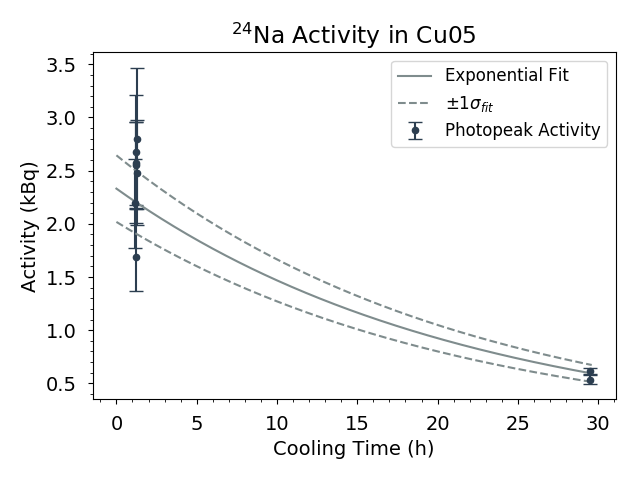 ²⁴Na Activity in Cu05
Exponential Fit
±1σ_fit
Photopeak Activity
Activity (kBq)
3.5
3.0
2.5
2.0
1.5
1.0
0.5
0 5 10 15 20 25 30
Cooling Time (h)